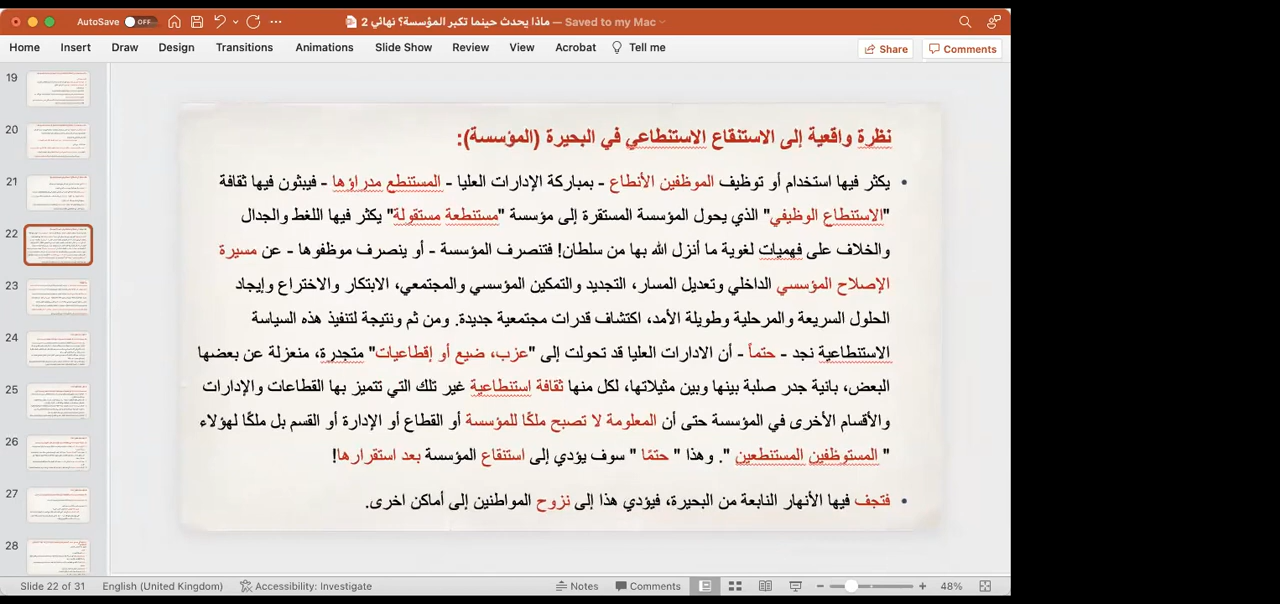 AutoSave OFF
ماذا يحدث حينما تكبر المؤسسة؟ نهائي 2 — Saved to my Mac
Home Insert Draw Design Transitions Animations Slide Show Review View Acrobat Tell me Share Comments
19
20
21
22
23
24
25
26
27
28
نظرة واقعية إلى الاستنقاع الاستنطاعي في البحيرة (المؤسسة):
• يكثر فيها استخدام أو توظيف الموظفين الأنطاع - بمباركة الإدارات العليا - المستنطع مدراؤها - فيبثون فيها ثقافة
"الاستنطاع الوظيفي" الذي يحول المؤسسة المستقرة إلى مؤسسة "مستنطعة مستقولة" يكثر فيها اللغط والجدال
والخلاف على لغوية ما أنزل الله بها من سلطان! فتنصرف المؤسسة - أو ينصرف موظفوه - عن مسيرة
الإصلاح المؤسسي الداخلي وتعديل المسار، التجديد والتمكين المؤسسي والمجتمعي، الابتكار والاختراع وإيجاد
الحلول السريعة والمرحلية وطويلة الأمد، اكتشاف قدرات مجتمعية جديدة. ومن ثم ونتيجة لتنفيذ هذه السياسة
الاستنطاعية نجد - حتماً - أن الادارات العليا قد تحولت إلى "عزب، ضيّع أو إقطاعيات" متجدرة، منعزلة عن بعضها
البعض، بانية جدر صلبة بينها وبين مثيلاتها، لكل منها ثقافة استنطاعية غير تلك التي تتميز بها القطاعات والإدارات
والأقسام الأخرى في المؤسسة حتى أن المعلومة لا تصبح ملكًا للمؤسسة أو القطاع أو الإدارة أو القسم بل ملكًا لهؤلاء
" المستوظفين المستنطعين ". وهذا " حتمًا " سوف يؤدي إلى استنقاع المؤسسة بعد استقرارها!
• فتجف فيها الأنهار النابعة من البحيرة، فيؤدي هذا إلى نزوح المواطنين إلى أماكن اخرى.
Slide 22 of 31 English (United Kingdom) Accessibility: Investigate Notes Comments 48%